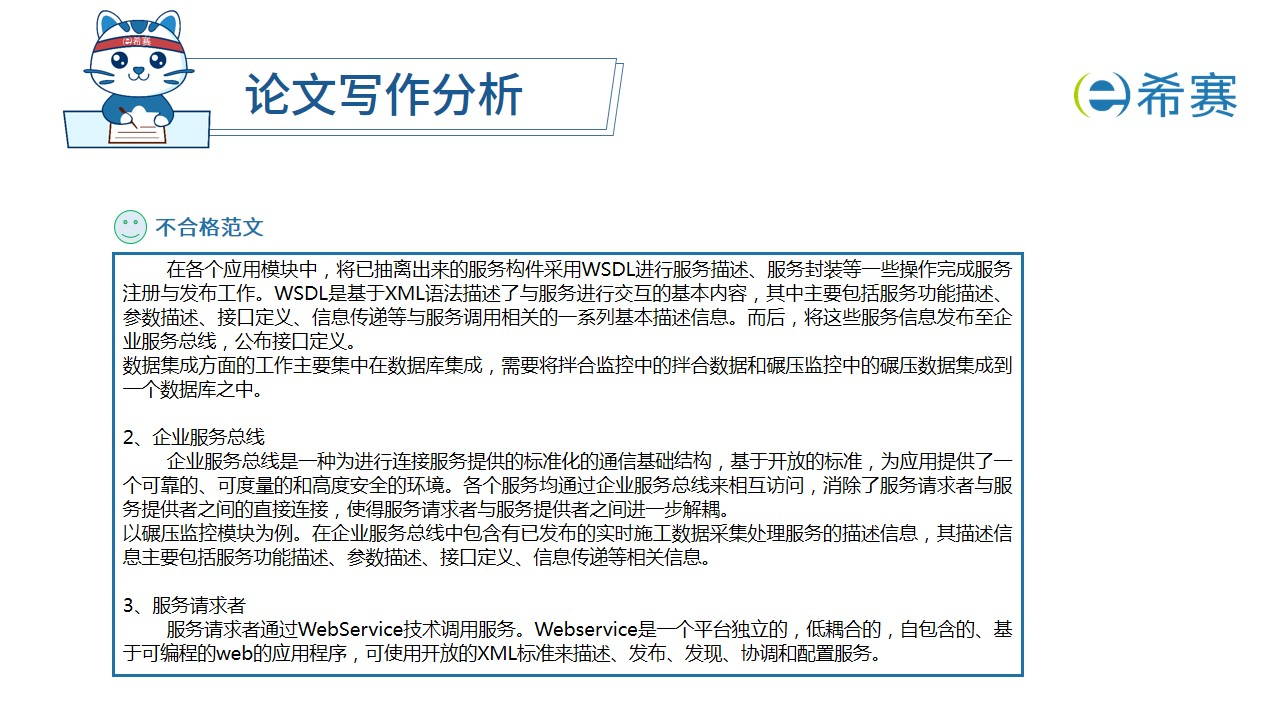 希赛
论文写作分析
希赛
不合格范文
在各个应用模块中，将已抽离出来的服务构件采用WSDL进行服务描述、服务封装等一些操作完成服务
注册与发布工作。WSDL是基于XML语法描述了与服务进行交互的基本内容，其中主要包括服务功能描述、
参数描述、接口定义、信息传递等与服务调用相关的一系列基本描述信息。而后，将这些服务信息发布至企
业服务总线，公布接口定义。
数据集成方面的工作主要集中在数据库集成，需要将拌合监控中的拌合数据和碾压监控中的碾压数据集成到
一个数据库之中。
2、企业服务总线
企业服务总线是一种为进行连接服务提供的标准化的通信基础结构，基于开放的标准，为应用提供了一
个可靠的、可度量的和高度安全的环境。各个服务均通过企业服务总线来相互访问，消除了服务请求者与服
务提供者之间的直接连接，使得服务请求者与服务提供者之间进一步解耦。
以碾压监控模块为例。在企业服务总线中包含有已发布的实时施工数据采集处理服务的描述信息，其描述信
息主要包括服务功能描述、参数描述、接口定义、信息传递等相关信息。
3、服务请求者
服务请求者通过WebService技术调用服务。Webservice是一个平台独立的，低耦合的，自包含的、基
于可编程的web的应用程序，可使用开放的XML标准来描述、发布、发现、协调和配置服务。